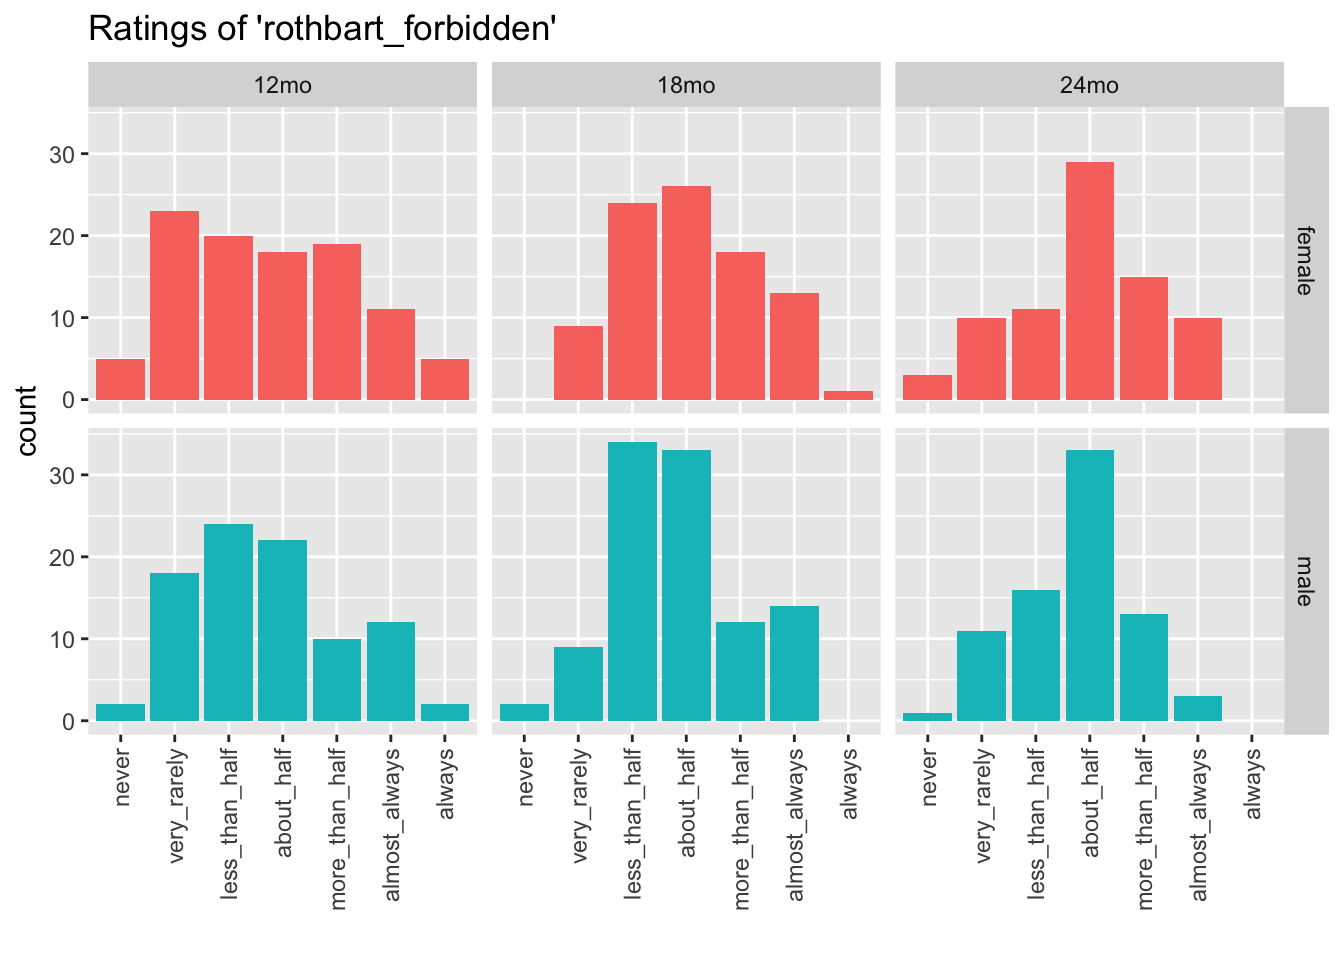 Ratings of 'rothbart_forbidden'
12mo 18mo 24mo
30
20
10
0
female
count
30
20
10
0
male
never very_rarely less_than_half about_half more_than_half almost_always always never very_rarely less_than_half about_half more_than_half almost_always always never very_rarely less_than_half about_half more_than_half almost_always always